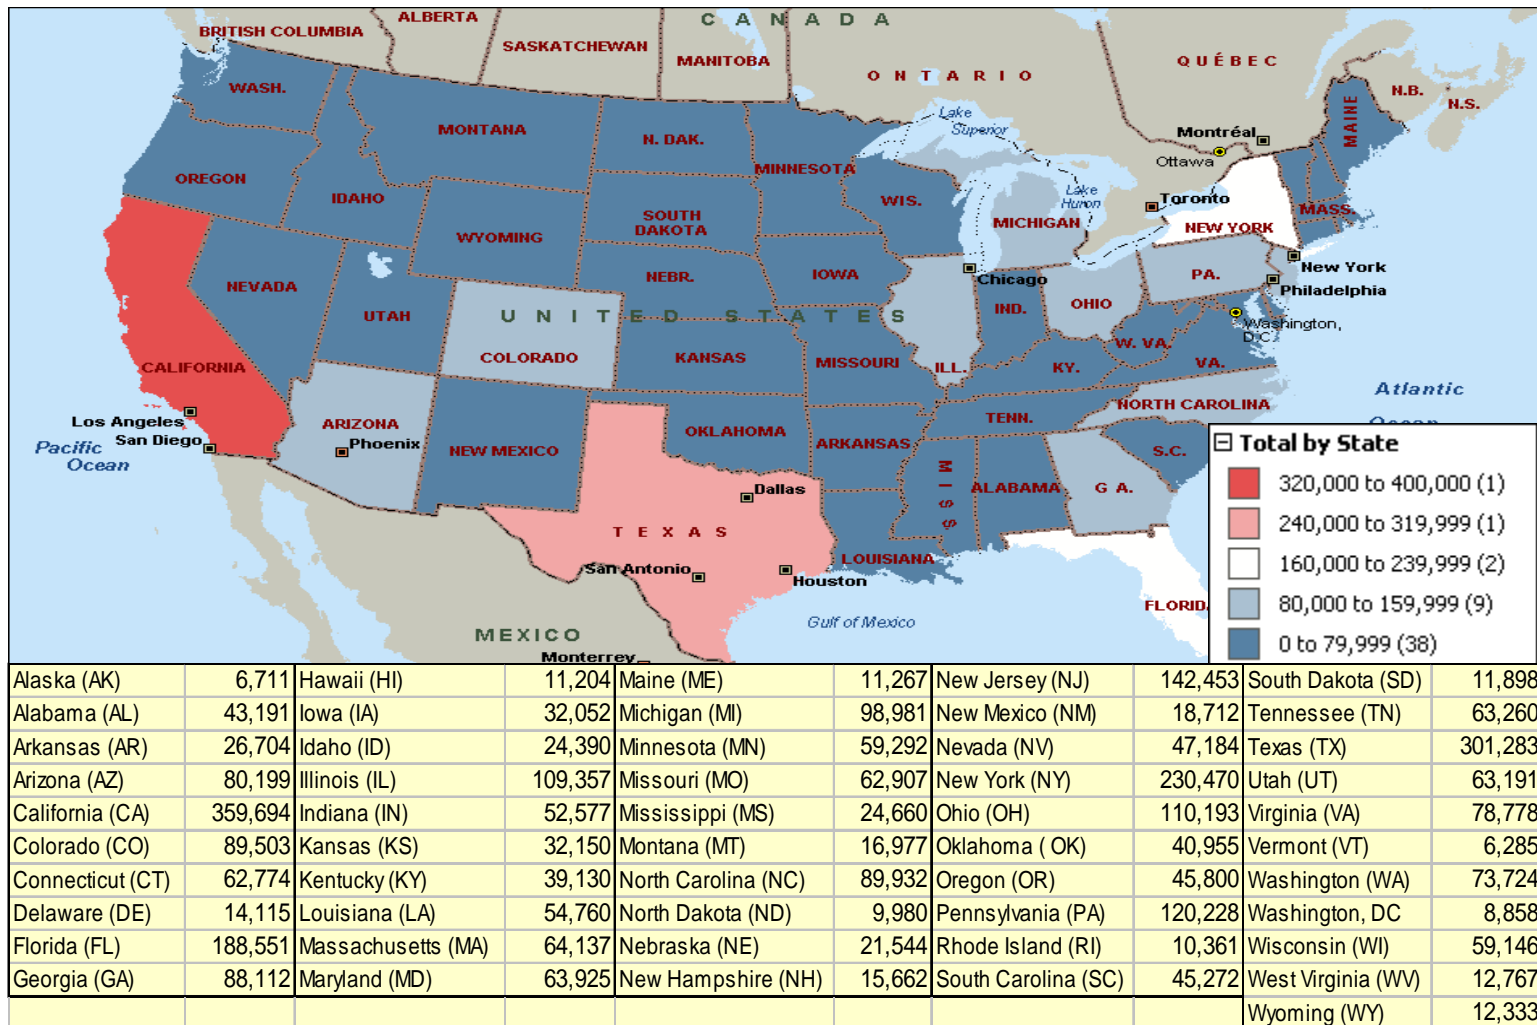 CANADA
ALBERTA
BRITISH COLUMBIA
SASKATCHEWAN
MANITOBA
ONTARIO
QUÉBEC
N.B.
N.S.
WASH.
MONTANA
N. DAK.
MINNESOTA
Lake
Superior
Montréal
Ottawa
MAINE
OREGON
IDAHO
WYOMING
SOUTH
DAKOTA
WIS.
Lake
Huron
MICHIGAN
Toronto
MASS.
NEW YORK
NEVADA
UTAH
NEBR.
IOWA
Chicago
IND.
OHIO
PA.
New York
Philadelphia
UNITED STATES
Washington,
D.C.
COLORADO
KANSAS
MISSOURI
ILL.
KY.
W. VA.
VA.
CALIFORNIA
Los Angeles
San Diego
Pacific
Ocean
ARIZONA
Phoenix
NEW MEXICO
OKLAHOMA
ARKANSAS
TENN.
NORTH CAROLINA
S.C.
Atlantic
Ocean
MISS
ALABAMA
G A.
Dallas
TEXAS
San Antonio
Houston
LOUISIANA
FLORID
Gulf of Mexico
MEXICO
Monterrey
Total by State
320,000 to 400,000 (1)
240,000 to 319,999 (1)
160,000 to 239,999 (2)
80,000 to 159,999 (9)
0 to 79,999 (38)
Alaska (AK) 6,711 Hawaii (HI) 11,204 Maine (ME) 11,267 New Jersey (NJ) 142,453 South Dakota (SD) 11,898
Alabama (AL) 43,191 Iowa (IA) 32,052 Michigan (MI) 98,981 New Mexico (NM) 18,712 Tennessee (TN) 63,260
Arkansas (AR) 26,704 Idaho (ID) 24,390 Minnesota (MN) 59,292 Nevada (NV) 47,184 Texas (TX) 301,283
Arizona (AZ) 80,199 Illinois (IL) 109,357 Missouri (MO) 62,907 New York (NY) 230,470 Utah (UT) 63,191
California (CA) 359,694 Indiana (IN) 52,577 Mississippi (MS) 24,660 Ohio (OH) 110,193 Virginia (VA) 78,778
Colorado (CO) 89,503 Kansas (KS) 32,150 Montana (MT) 16,977 Oklahoma ( OK) 40,955 Vermont (VT) 6,285
Connecticut (CT) 62,774 Kentucky (KY) 39,130 North Carolina (NC) 89,932 Oregon (OR) 45,800 Washington (WA) 73,724
Delaware (DE) 14,115 Louisiana (LA) 54,760 North Dakota (ND) 9,980 Pennsylvania (PA) 120,228 Washington, DC 8,858
Florida (FL) 188,551 Massachusetts (MA) 64,137 Nebraska (NE) 21,544 Rhode Island (RI) 10,361 Wisconsin (WI) 59,146
Georgia (GA) 88,112 Maryland (MD) 63,925 New Hampshire (NH) 15,662 South Carolina (SC) 45,272 West Virginia (WV) 12,767
Wyoming (WY) 12,333